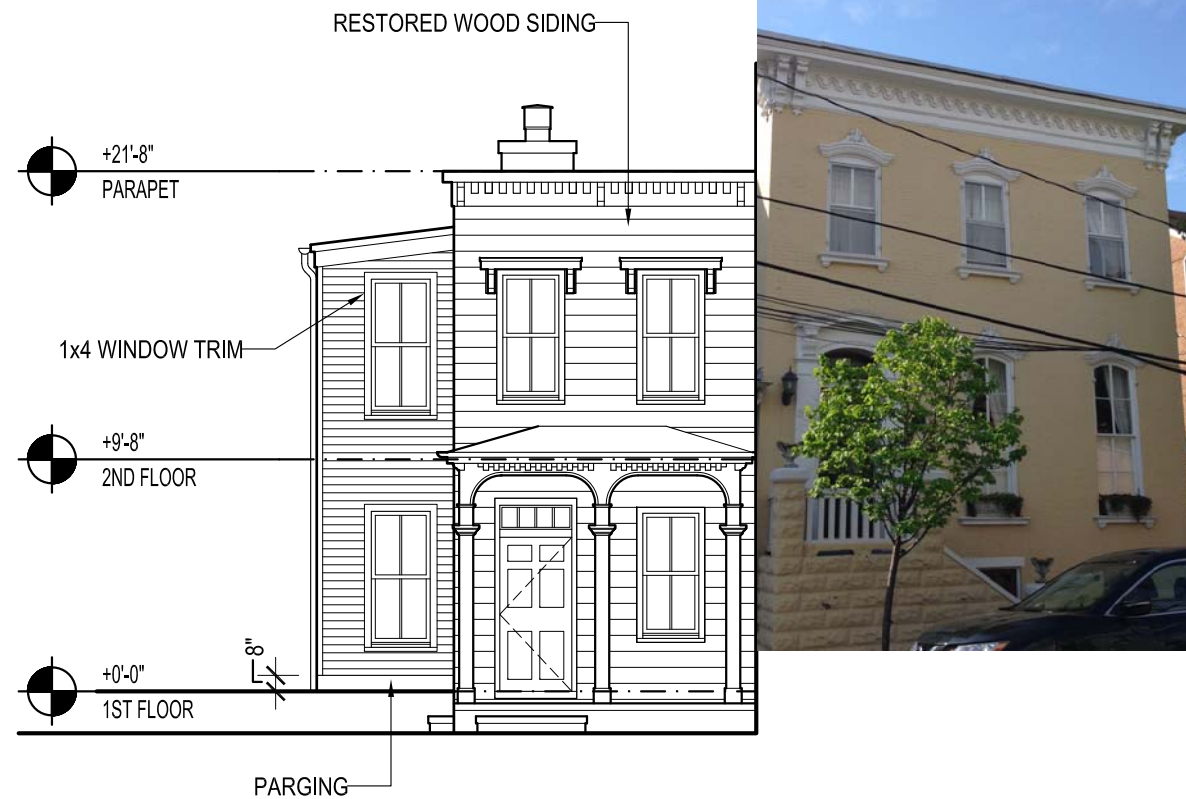 RESTORED WOOD SIDING
+21'-8"
PARAPET
1x4 WINDOW TRIM
+9'-8"
2ND FLOOR
8"
+0'-0"
1ST FLOOR
PARGING